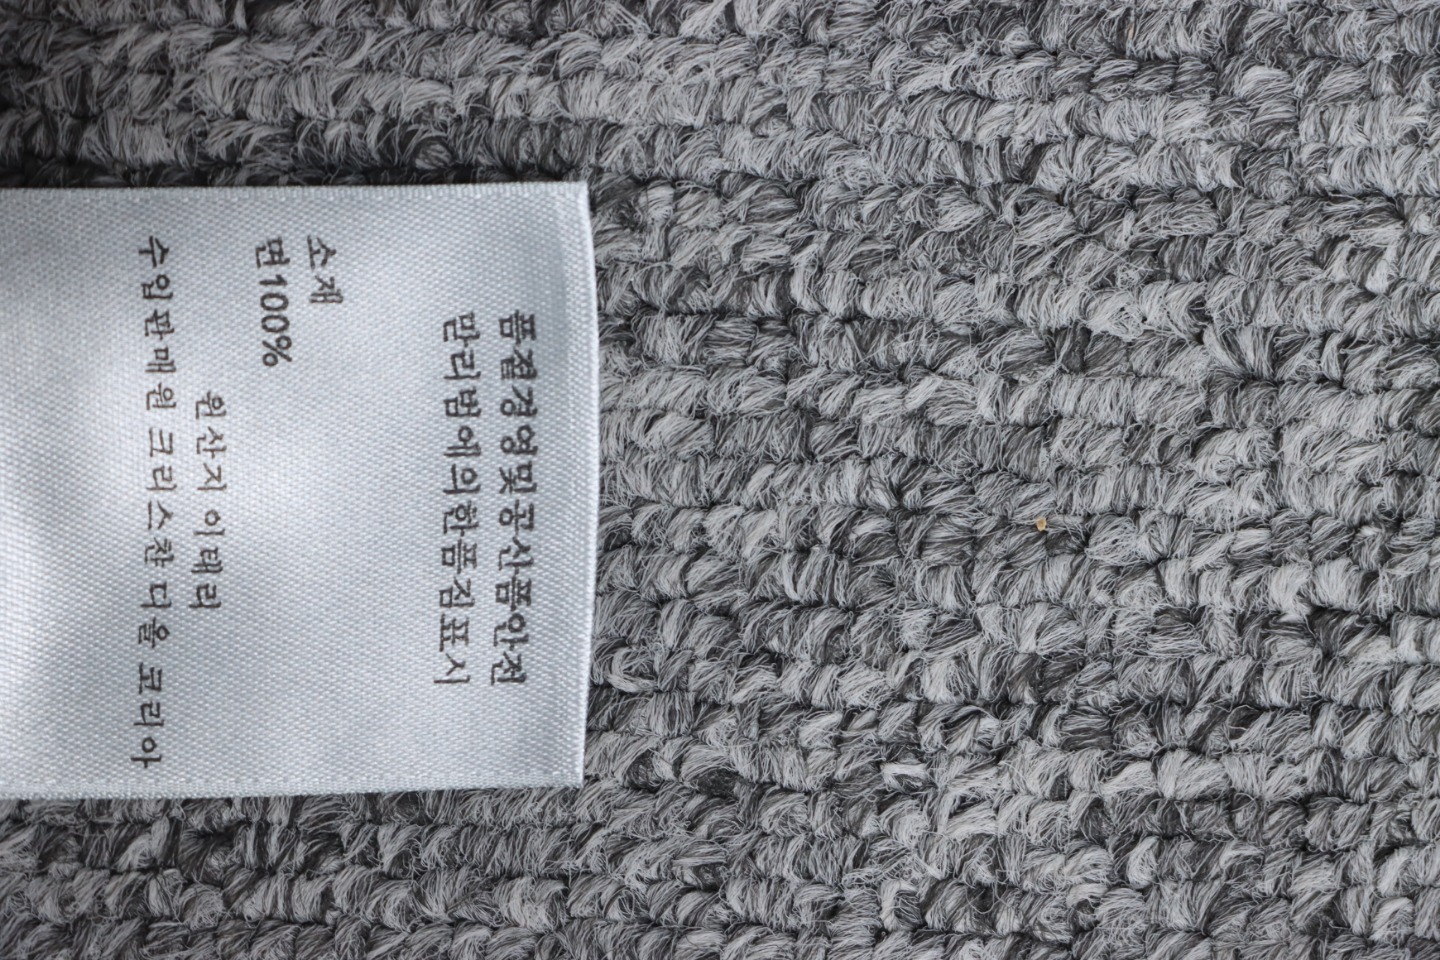 품질경영및공산품안전
관리법에의한품질표시
소재
면100%
원산지 이태리
수입판매원 크리스챤 디올 코리아